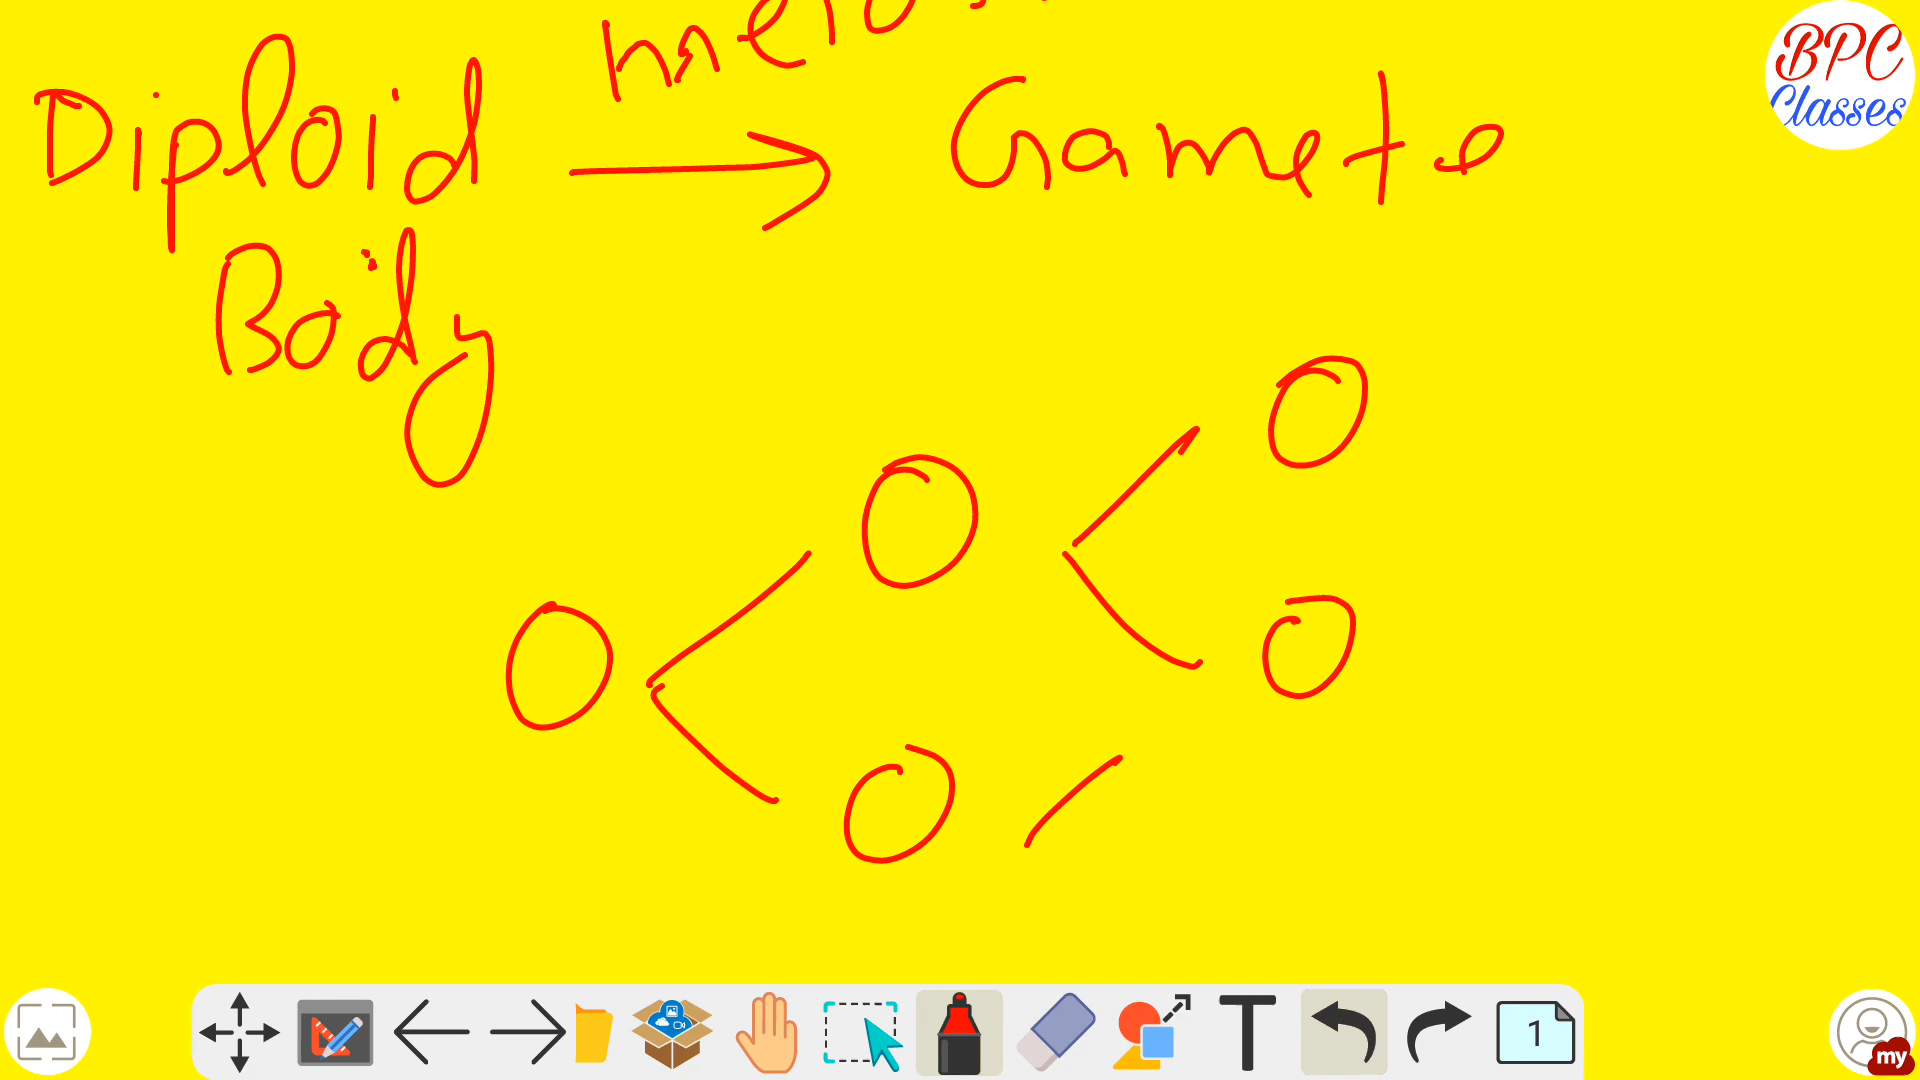 Diploid → Gamete
Body
BPC
Classes
T
1
my